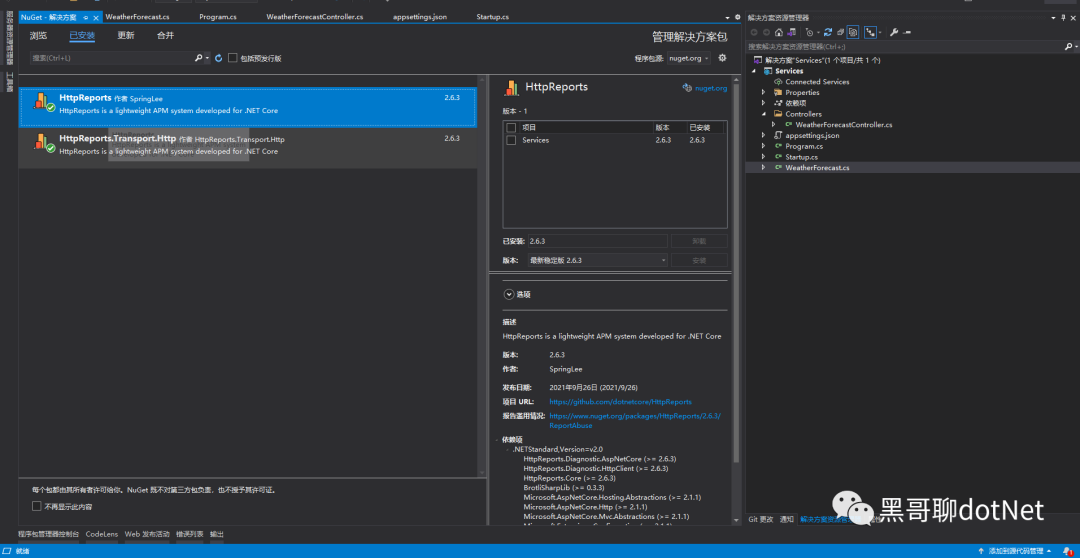 NuGet - 解决方案
WeatherForecast.cs
Program.cs
WeatherForecastController.cs
appsettings.json
Startup.cs
浏览
已安装
更新
合并
管理解决方案包
搜索(Ctrl+L)
包括预发行版
程序包源:
nuget.org
HttpReports 作者 SpringLee
2.6.3
HttpReports is a lightweight APM system developed for .NET Core
HttpReports.Transport.Http 作者 HttpReports.Transport.Http
2.6.3
HttpReports is a lightweight APM system developed for .NET Core
每个包都由其所有者许可给你。NuGet 既不对第三方包负责，也不授予其许可证。
不再显示此内容
HttpReports
nuget.org
版本 - 1
项目
版本
已安装
Services
2.6.3
2.6.3
已安装:
2.6.3
卸载
版本:
最新稳定版 2.6.3
安装
选项
描述
HttpReports is a lightweight APM system developed for .NET Core
版本:
2.6.3
作者:
SpringLee
发布日期:
2021年9月26日 (2021/9/26)
项目 URL:
https://github.com/dotnetcore/HttpReports
报告滥用情况:
https://www.nuget.org/packages/HttpReports/2.6.3/
ReportAbuse
依赖项
.NETStandard,Version=v2.0
HttpReports.Diagnostic.AspNetCore (>= 2.6.3)
HttpReports.Diagnostic.HttpClient (>= 2.6.3)
HttpReports.Core (>= 2.6.3)
BrotliSharpLib (>= 0.3.3)
Microsoft.AspNetCore.Hosting.Abstractions (>= 2.1.1)
Microsoft.AspNetCore.Http (>= 2.1.1)
Microsoft.AspNetCore.Mvc.Abstractions (>= 2.1.1)
解决方案资源管理器
搜索解决方案资源管理器(Ctrl+;)
解决方案"Services"(1 个项目/共 1 个)
Services
Connected Services
Properties
依赖项
Controllers
WeatherForecastController.cs
appsettings.json
Program.cs
Startup.cs
WeatherForecast.cs
Git 更改
通知
黑哥聊dotNet
程序包管理器控制台
CodeLens
Web 发布活动
错误列表
输出
就绪
添加到源代码管理